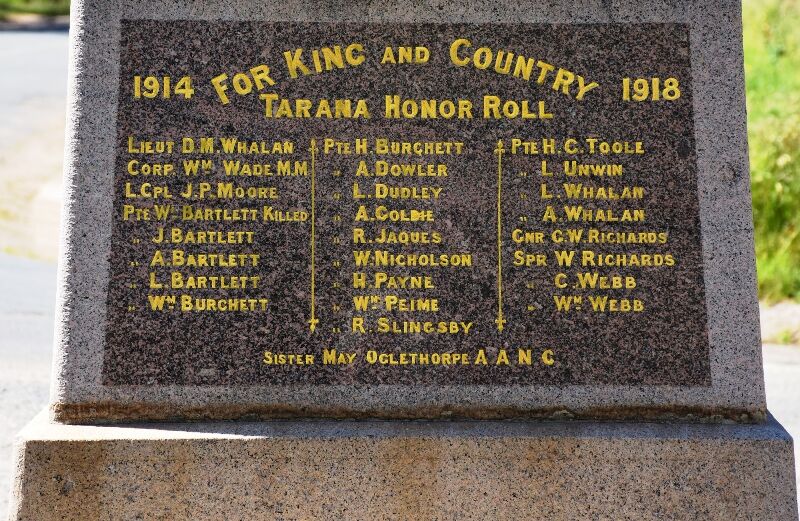 FOR KING AND COUNTRY
1914 1918
TARANA HONOR ROLL
LIEUT D.M. WHALAN
CORP WM WADE M.M
L.CPL J.P. MOORE
PTE WM BARTLETT KILLED
„ J. BARTLETT
„ A. BARTLETT
„ L. BARTLETT
„ WM BURCHETT
PTE H. BURCHETT
„ A. DOWLER
„ L. DUDLEY
„ A. COLDIE
„ R. JAQUES
„ W. NICHOLSON
„ H. PAYNE
„ WM PEIME
„ R. SLINGSBY
PTE H.C. TOOLE
„ L. UNWIN
„ L. WHALAN
„ A. WHALAN
GNR C.W. RICHARDS
SPR W RICHARDS
„ C. WEBB
„ WM WEBB
SISTER MAY OGLETHORPE A A N C